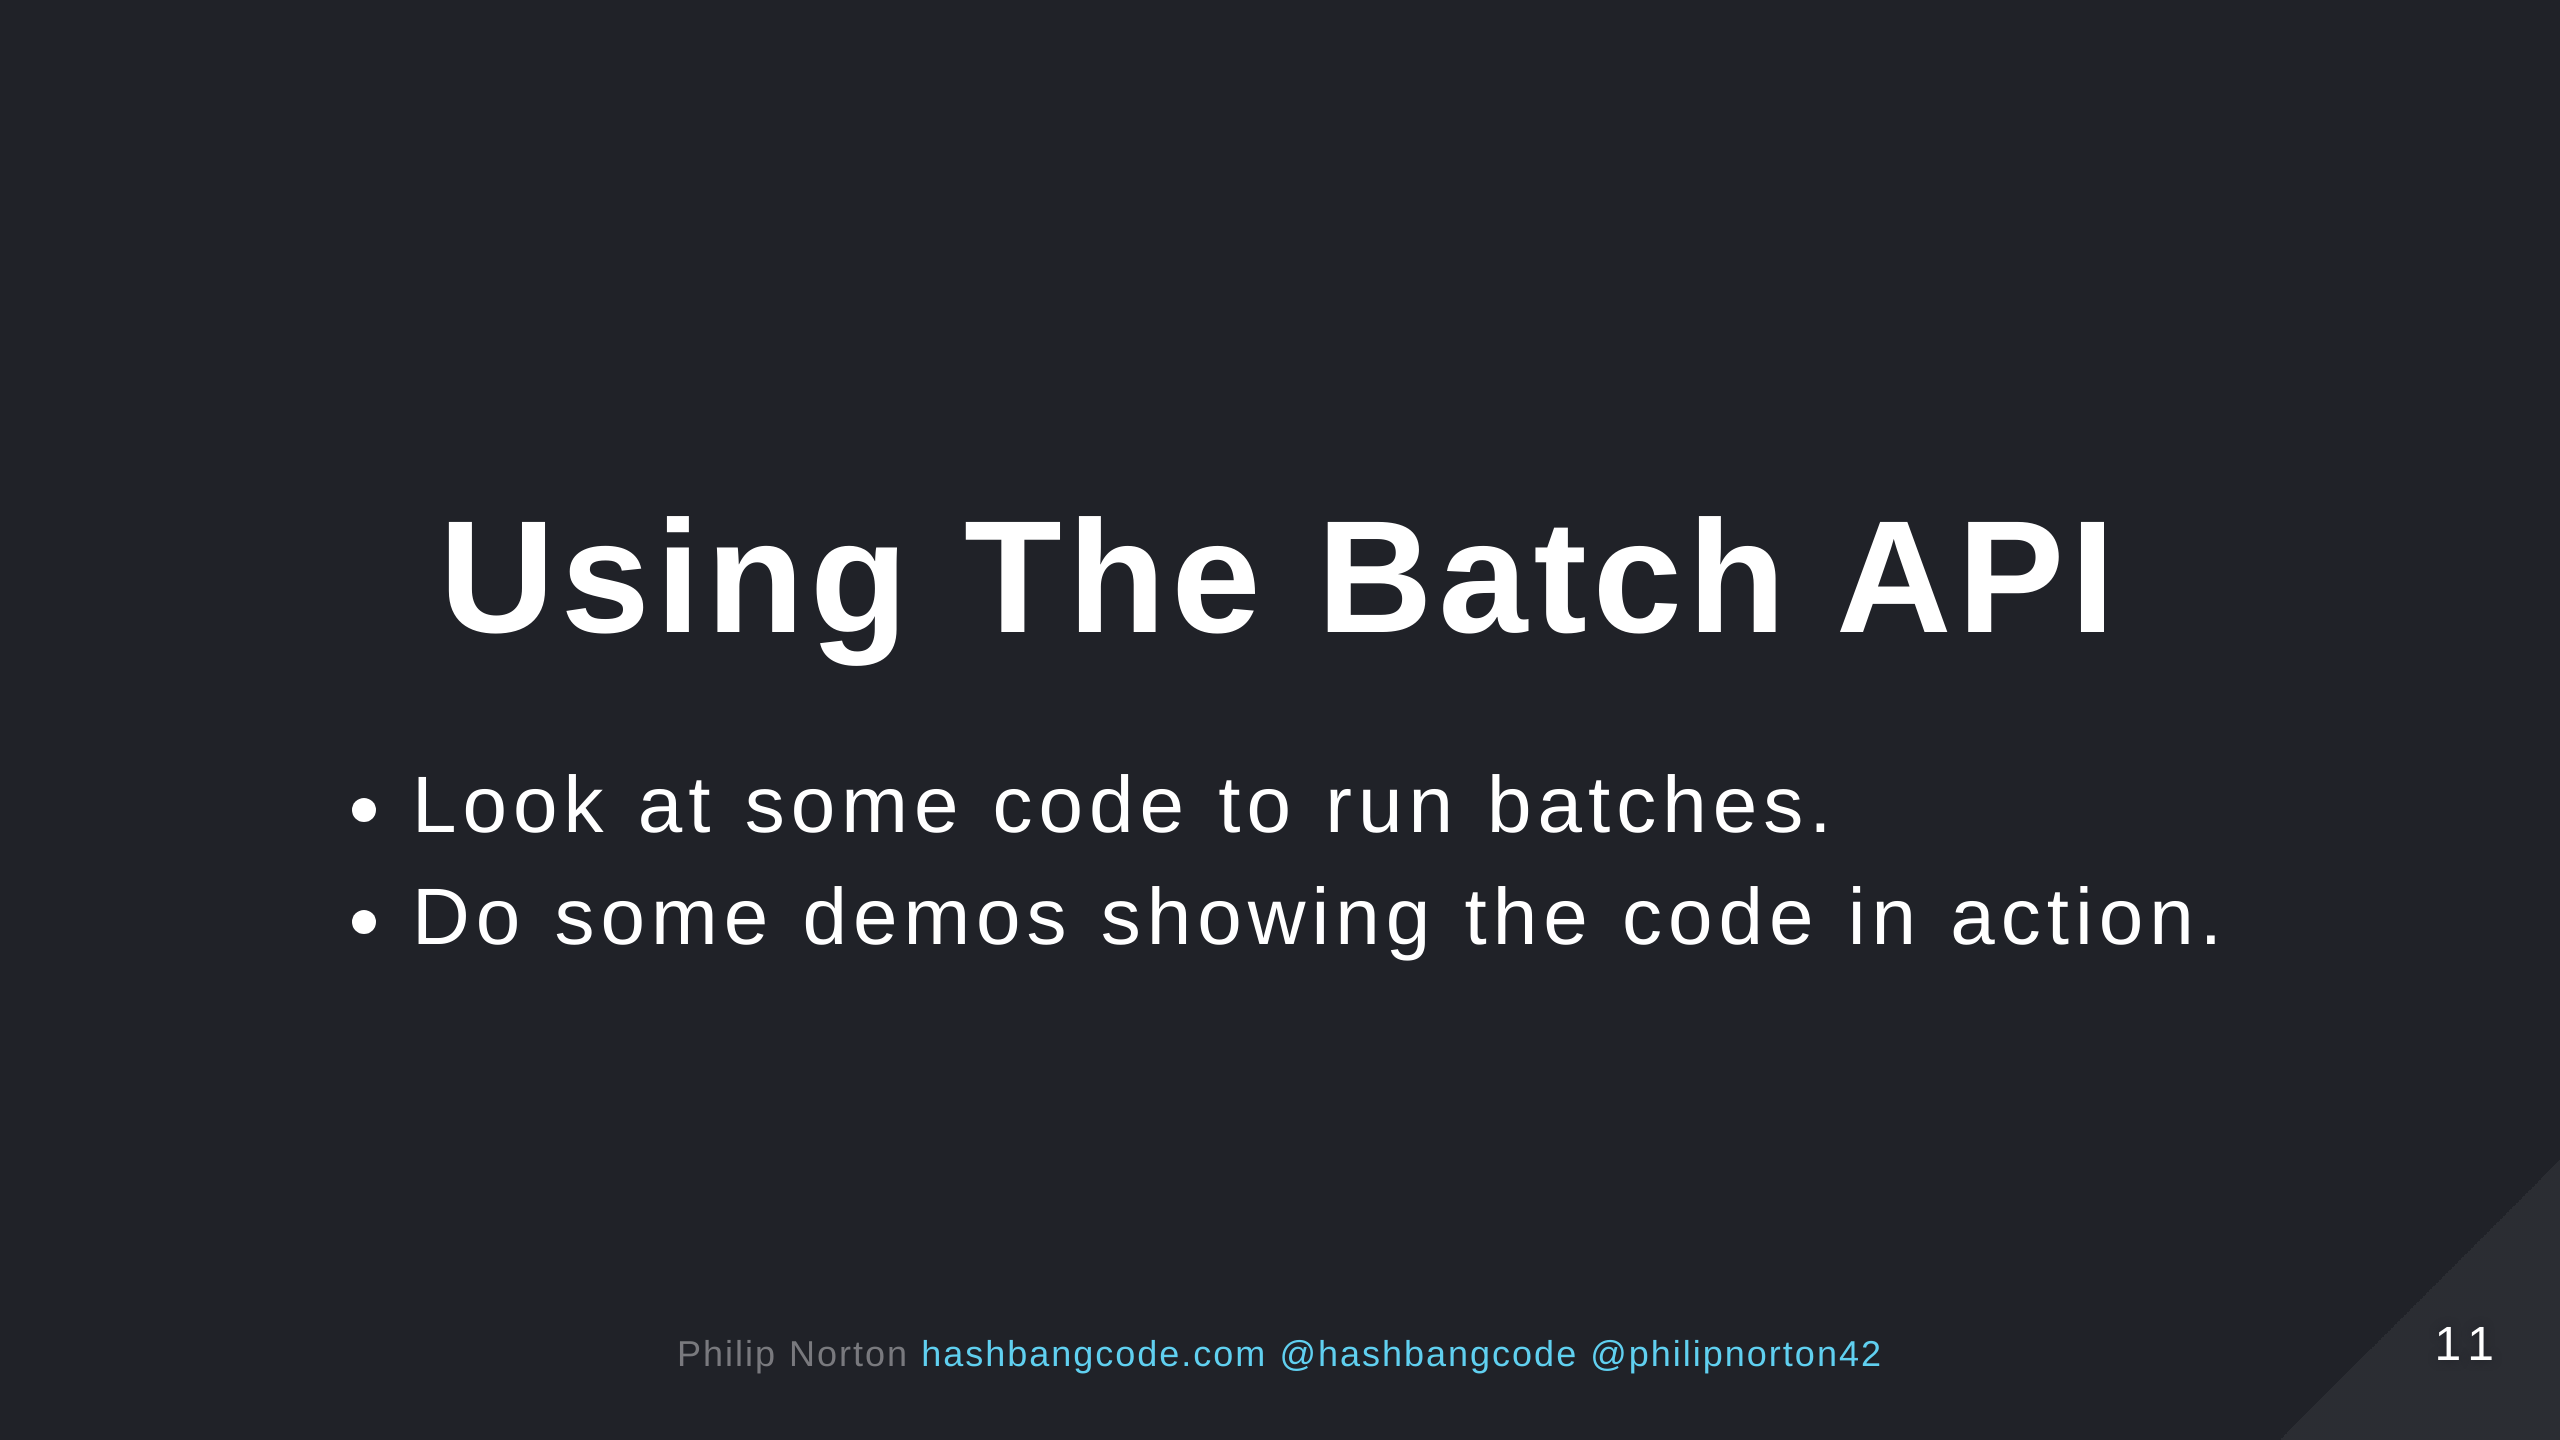 Using The Batch API
• Look at some code to run batches.
• Do some demos showing the code in action.
Philip Norton hashbangcode.com @hashbangcode @philipnorton42
11